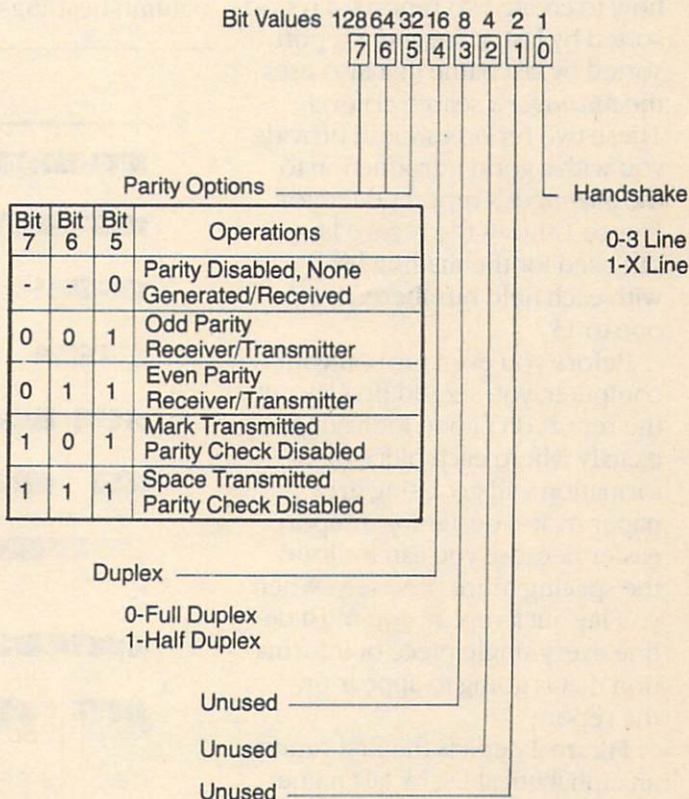 Bit Values 128 64 32 16 8 4 2 1
7 6 5 4 3 2 1 0
Parity Options
Handshake
0-3 Line
1-X Line
Bit 7 Bit 6 Bit 5 Operations
- - 0 Parity Disabled, None Generated/Received
0 0 1 Odd Parity Receiver/Transmitter
0 1 1 Even Parity Receiver/Transmitter
1 0 1 Mark Transmitted Parity Check Disabled
1 1 - Space Transmitted Parity Check Disabled
Duplex
0-Full Duplex
1-Half Duplex
Unused
Unused
Unused